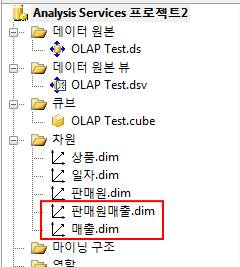 Analysis Services 프로젝트2
데이터 원본
OLAP Test.ds
데이터 원본 뷰
OLAP Test.dsv
큐브
OLAP Test.cube
차원
상품.dim
일자.dim
판매원.dim
판매원매출.dim
매출.dim
마이닝 구조
역할